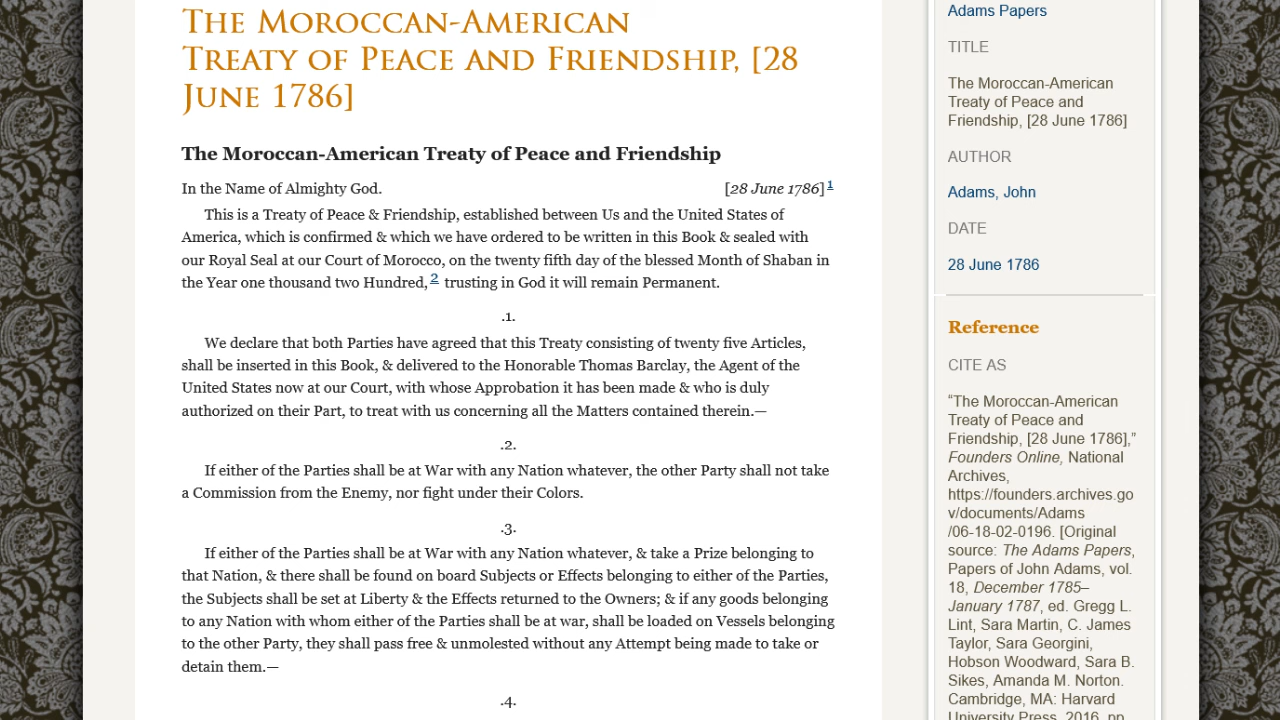 The Moroccan-American
Treaty of Peace and Friendship, [28
June 1786]
The Moroccan-American Treaty of Peace and Friendship
In the Name of Almighty God. [28 June 1786]1
This is a Treaty of Peace & Friendship, established between Us and the United States of
America, which is confirmed & which we have ordered to be written in this Book & sealed with
our Royal Seal at our Court of Morocco, on the twenty fifth day of the blessed Month of Shaban in
the Year one thousand two Hundred,2 trusting in God it will remain Permanent.
.1.
We declare that both Parties have agreed that this Treaty consisting of twenty five Articles,
shall be inserted in this Book, & delivered to the Honorable Thomas Barclay, the Agent of the
United States now at our Court, with whose Approbation it has been made & who is duly
authorized on their Part, to treat with us concerning all the Matters contained therein.—
.2.
If either of the Parties shall be at War with any Nation whatever, the other Party shall not take
a Commission from the Enemy, nor fight under their Colors.
.3.
If either of the Parties shall be at War with any Nation whatever, & take a Prize belonging to
that Nation, & there shall be found on board Subjects or Effects belonging to either of the Parties,
the Subjects shall be set at Liberty & the Effects returned to the Owners; & if any goods belonging
to any Nation with whom either of the Parties shall be at war, shall be loaded on Vessels belonging
to the other Party, they shall pass free & unmolested without any Attempt being made to take or
detain them.—
.4.
Adams Papers
TITLE
The Moroccan-American
Treaty of Peace and
Friendship, [28 June 1786]
AUTHOR
Adams, John
DATE
28 June 1786
Reference
CITE AS
“The Moroccan-American
Treaty of Peace and
Friendship, [28 June 1786],”
Founders Online, National
Archives,
https://founders.archives.go
v/documents/Adams
/06-18-02-0196. [Original
source: The Adams Papers,
Papers of John Adams, vol.
18, December 1785–
January 1787, ed. Gregg L.
Lint, Sara Martin, C. James
Taylor, Sara Georgini,
Hobson Woodward, Sara B.
Sikes, Amanda M. Norton.
Cambridge, MA: Harvard
University Press, 2016, pp.